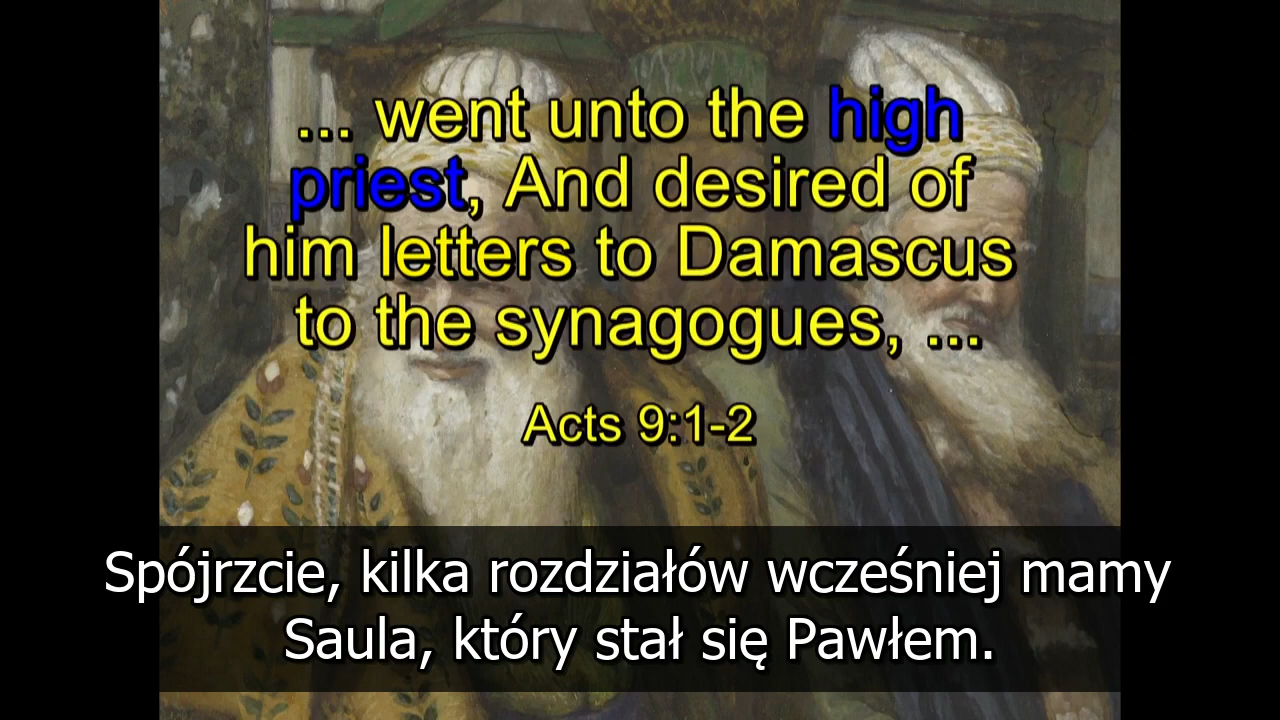 ... went unto the high
priest, And desired of
him letters to Damascus
to the synagogues, ...
Acts 9:1-2
Spójrzcie, kilka rozdziałów wcześniej mamy
Saula, który stał się Pawłem.